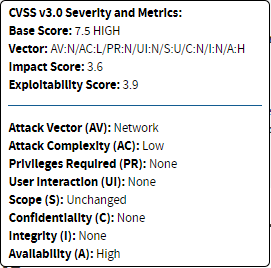 CVSS v3.0 Severity and Metrics:
Base Score: 7.5 HIGH
Vector: AV:N/AC:L/PR:N/UI:N/S:U/C:N/I:N/A:H
Impact Score: 3.6
Exploitability Score: 3.9
Attack Vector (AV): Network
Attack Complexity (AC): Low
Privileges Required (PR): None
User Interaction (UI): None
Scope (S): Unchanged
Confidentiality (C): None
Integrity (I): None
Availability (A): High